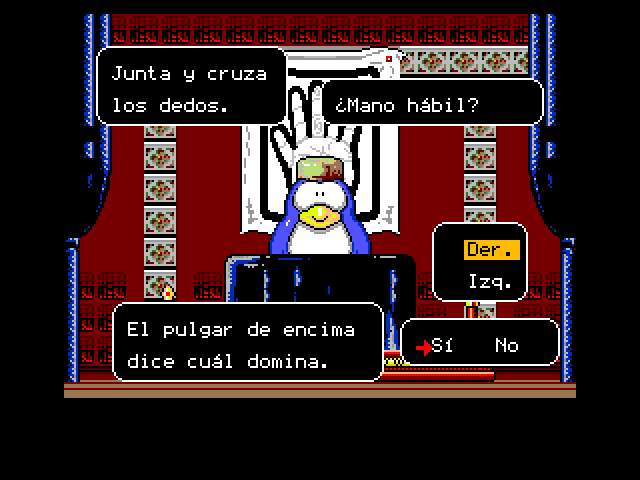 Junta y cruza
los dedos.
¿Mano hábil?
Der.
Izq.
El pulgar de encima
dice cuál domina.
Sí No